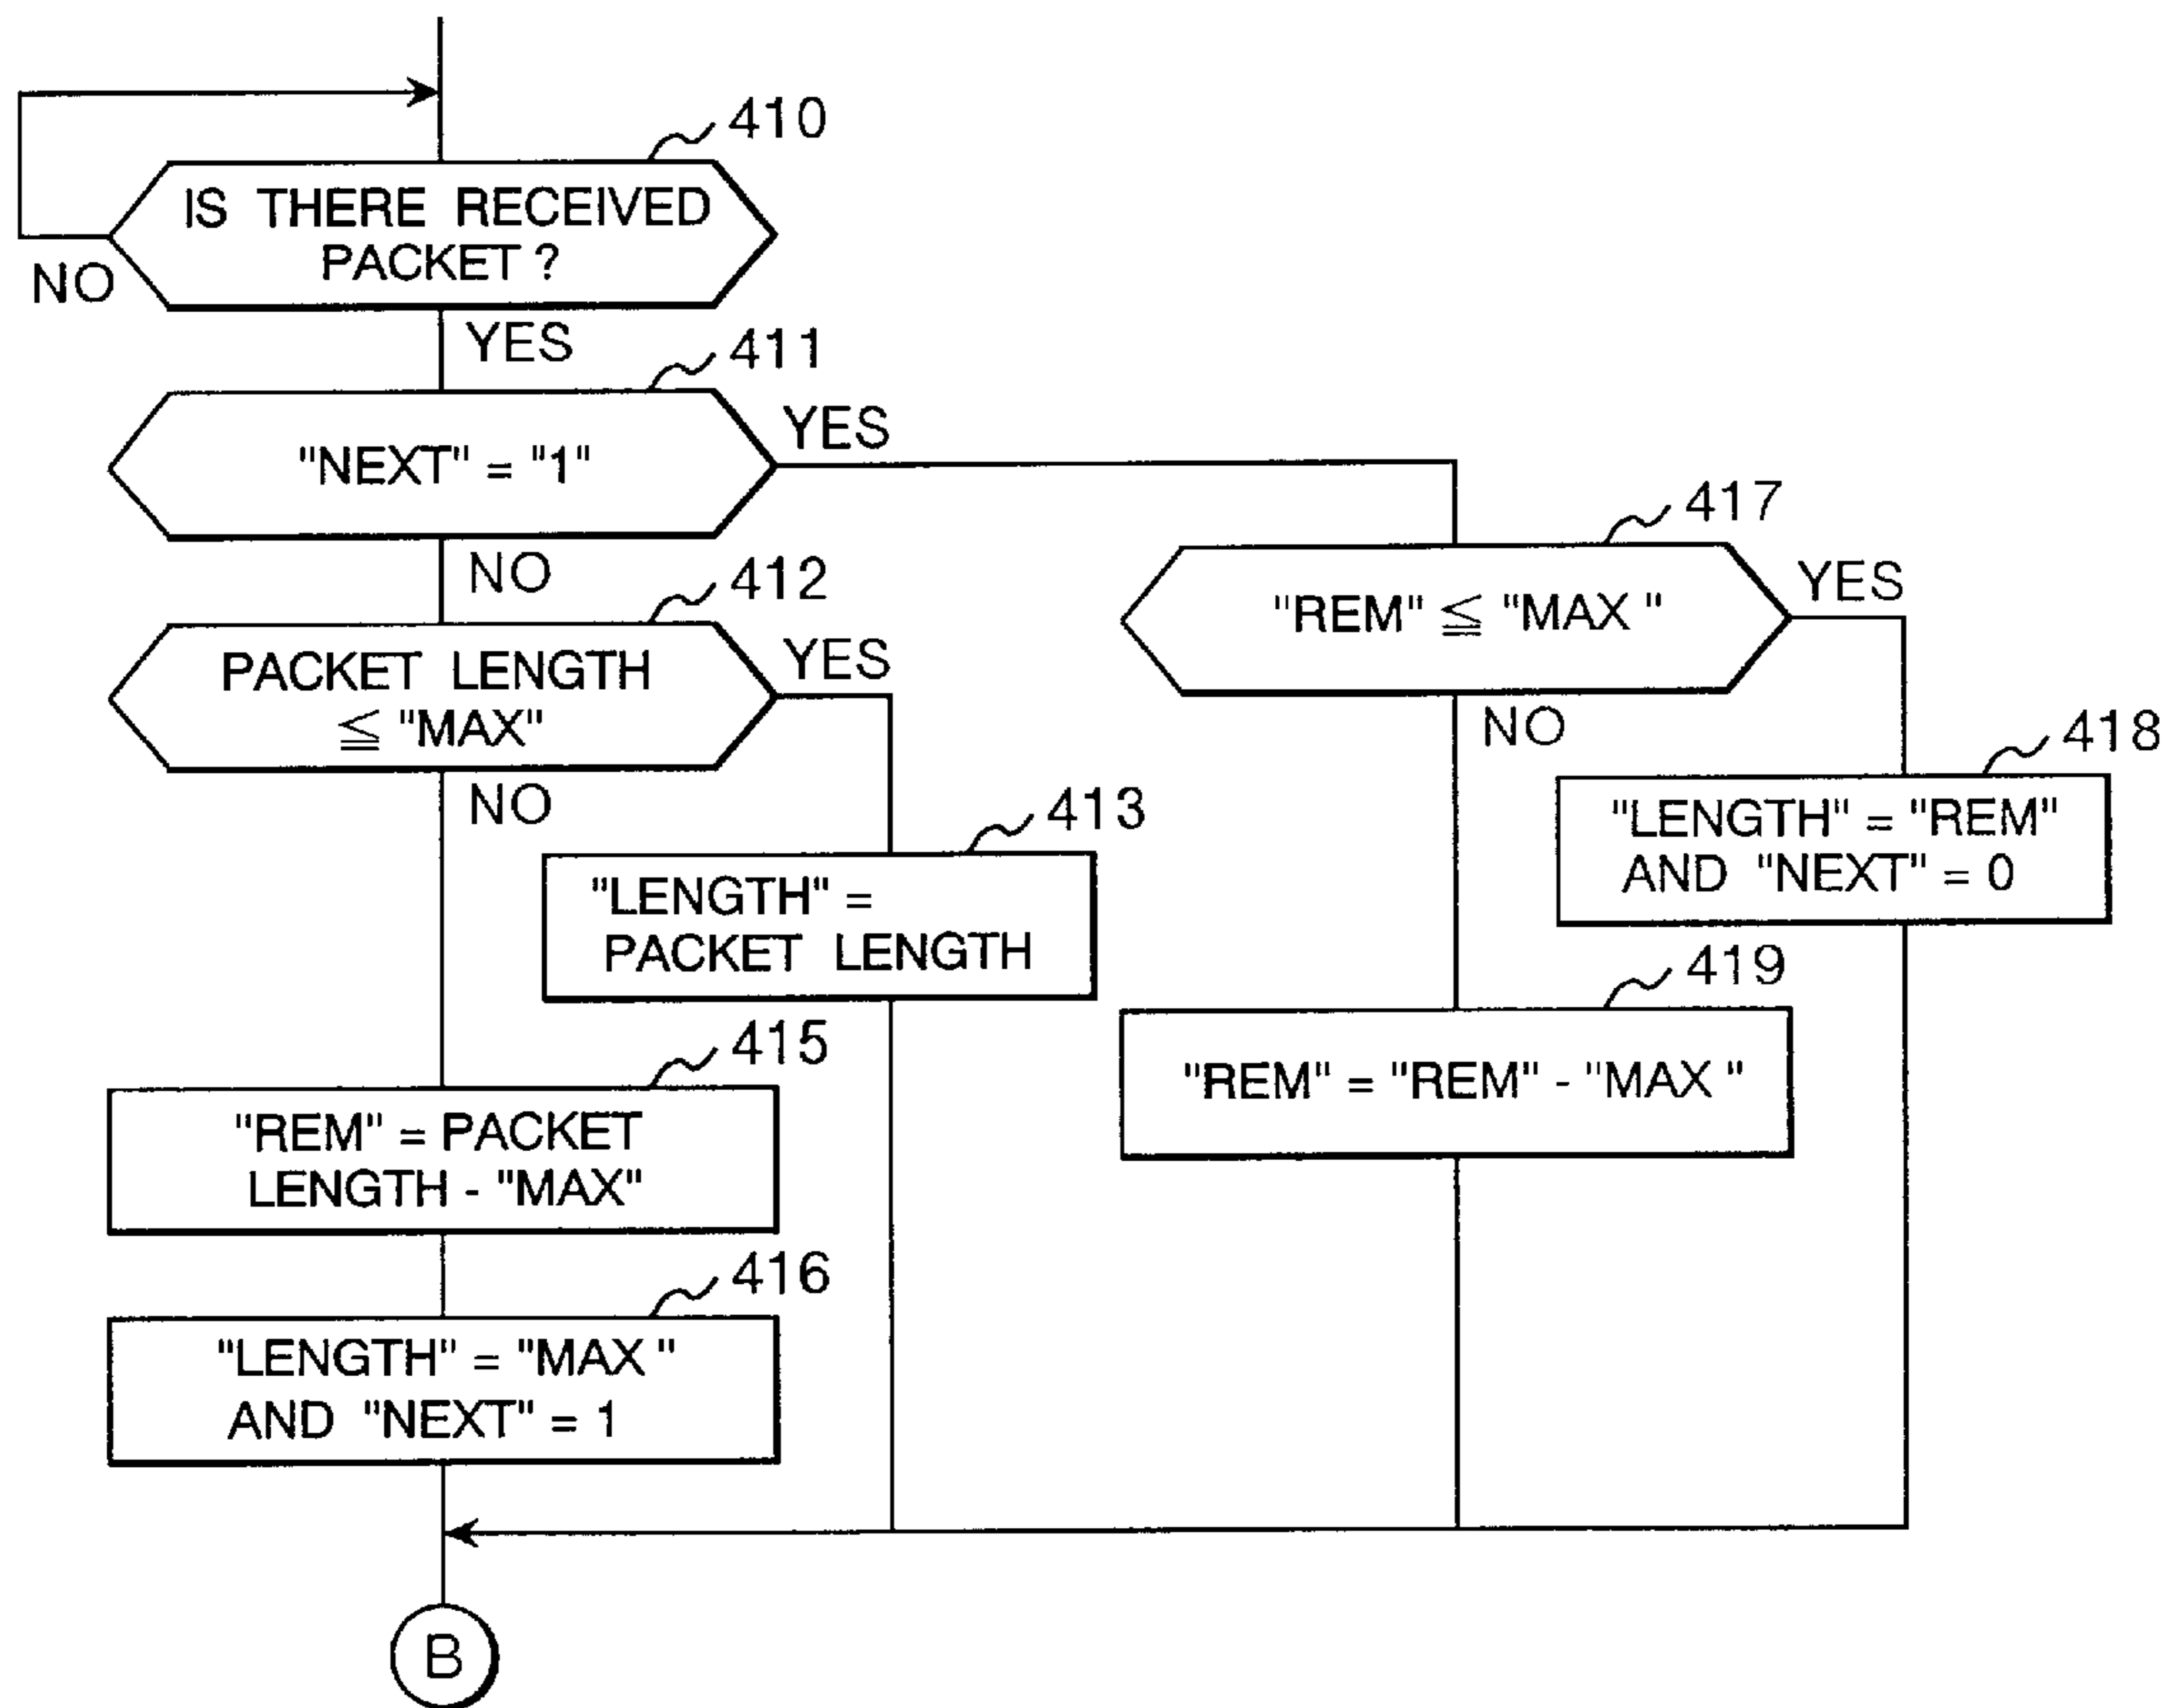 410
IS THERE RECEIVED
PACKET ?
NO
YES
411
"NEXT" = "1"
YES
NO
412
PACKET LENGTH
≦ "MAX"
YES
NO
413
"LENGTH" =
PACKET LENGTH
415
"REM" = PACKET
LENGTH - "MAX"
416
"LENGTH" = "MAX "
AND "NEXT" = 1
417
"REM" ≦ "MAX "
YES
NO
418
"LENGTH" = "REM"
AND "NEXT" = 0
419
"REM" = "REM" - "MAX "
B